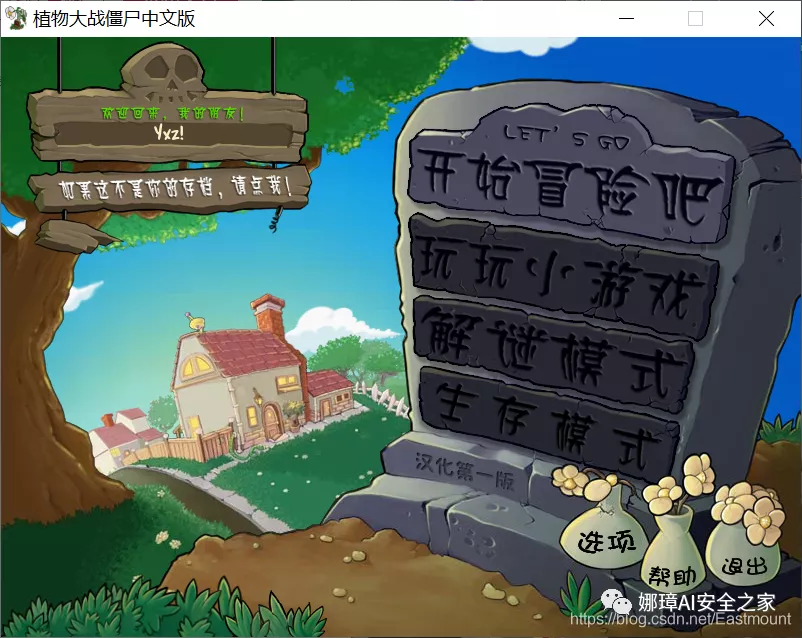 植物大战僵尸中文版
欢迎回来，我的朋友！
Yxz!
如果这不是你的存档，请点我！
LET'S GO
开始冒险吧
玩玩小游戏
解谜模式
生存模式
汉化第一版
选项
帮助
退出
娜璋AI安全之家
https://blog.csdn.net/Eastmount